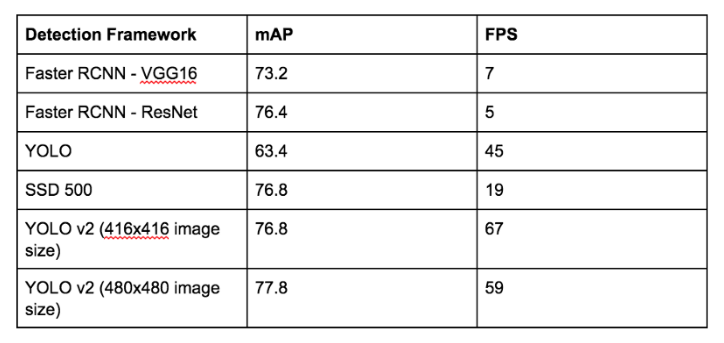 Detection Framework mAP FPS
Faster RCNN - VGG16 73.2 7
Faster RCNN - ResNet 76.4 5
YOLO 63.4 45
SSD 500 76.8 19
YOLO v2 (416x416 image 76.8 67
size)
YOLO v2 (480x480 image 77.8 59
size)